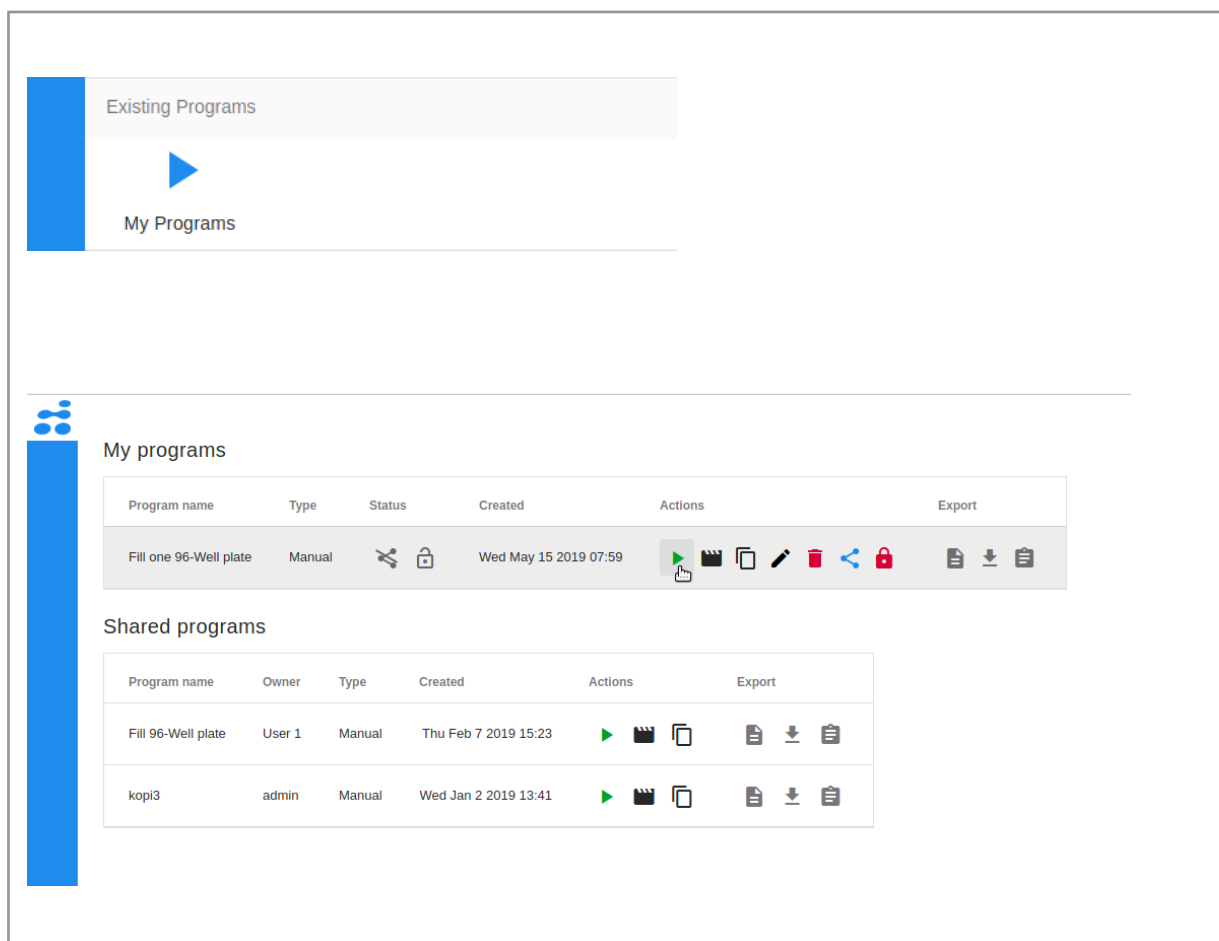 Existing Programs
My Programs
My programs
Program name Type Status Created Actions Export
Fill one 96-Well plate Manual Wed May 15 2019 07:59
Shared programs
Program name Owner Type Created Actions Export
Fill 96-Well plate User 1 Manual Thu Feb 7 2019 15:23
kopi3 admin Manual Wed Jan 2 2019 13:41